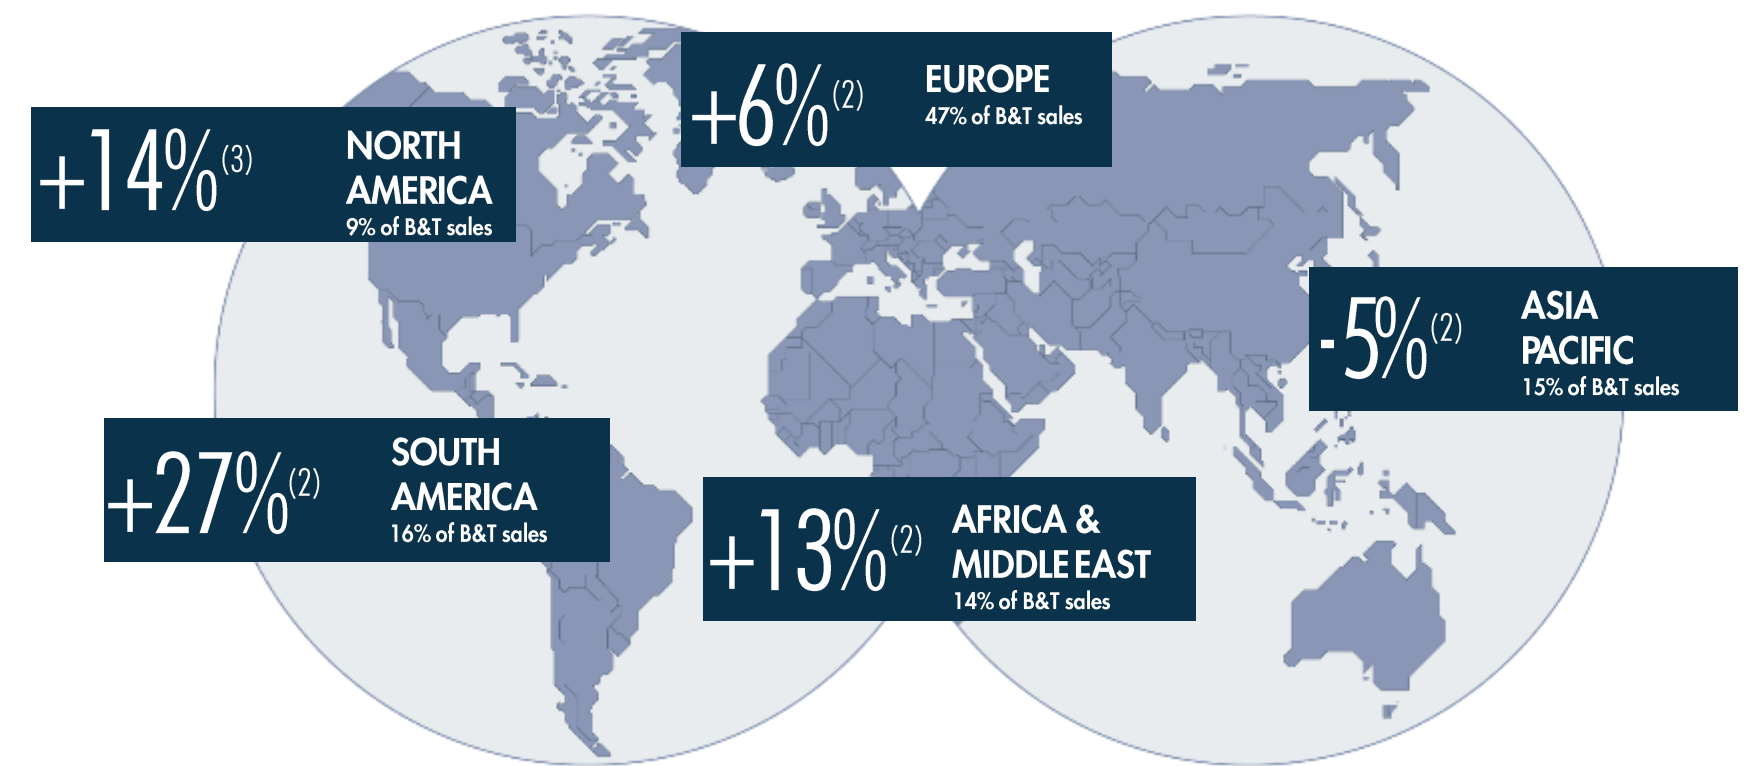 +6%(2)
EUROPE
47% of B&T sales
+14%(3)
NORTH
AMERICA
9% of B&T sales
-5%(2)
ASIA
PACIFIC
15% of B&T sales
+27%(2)
SOUTH
AMERICA
16% of B&T sales
+13%(2)
AFRICA &
MIDDLE EAST
14% of B&T sales